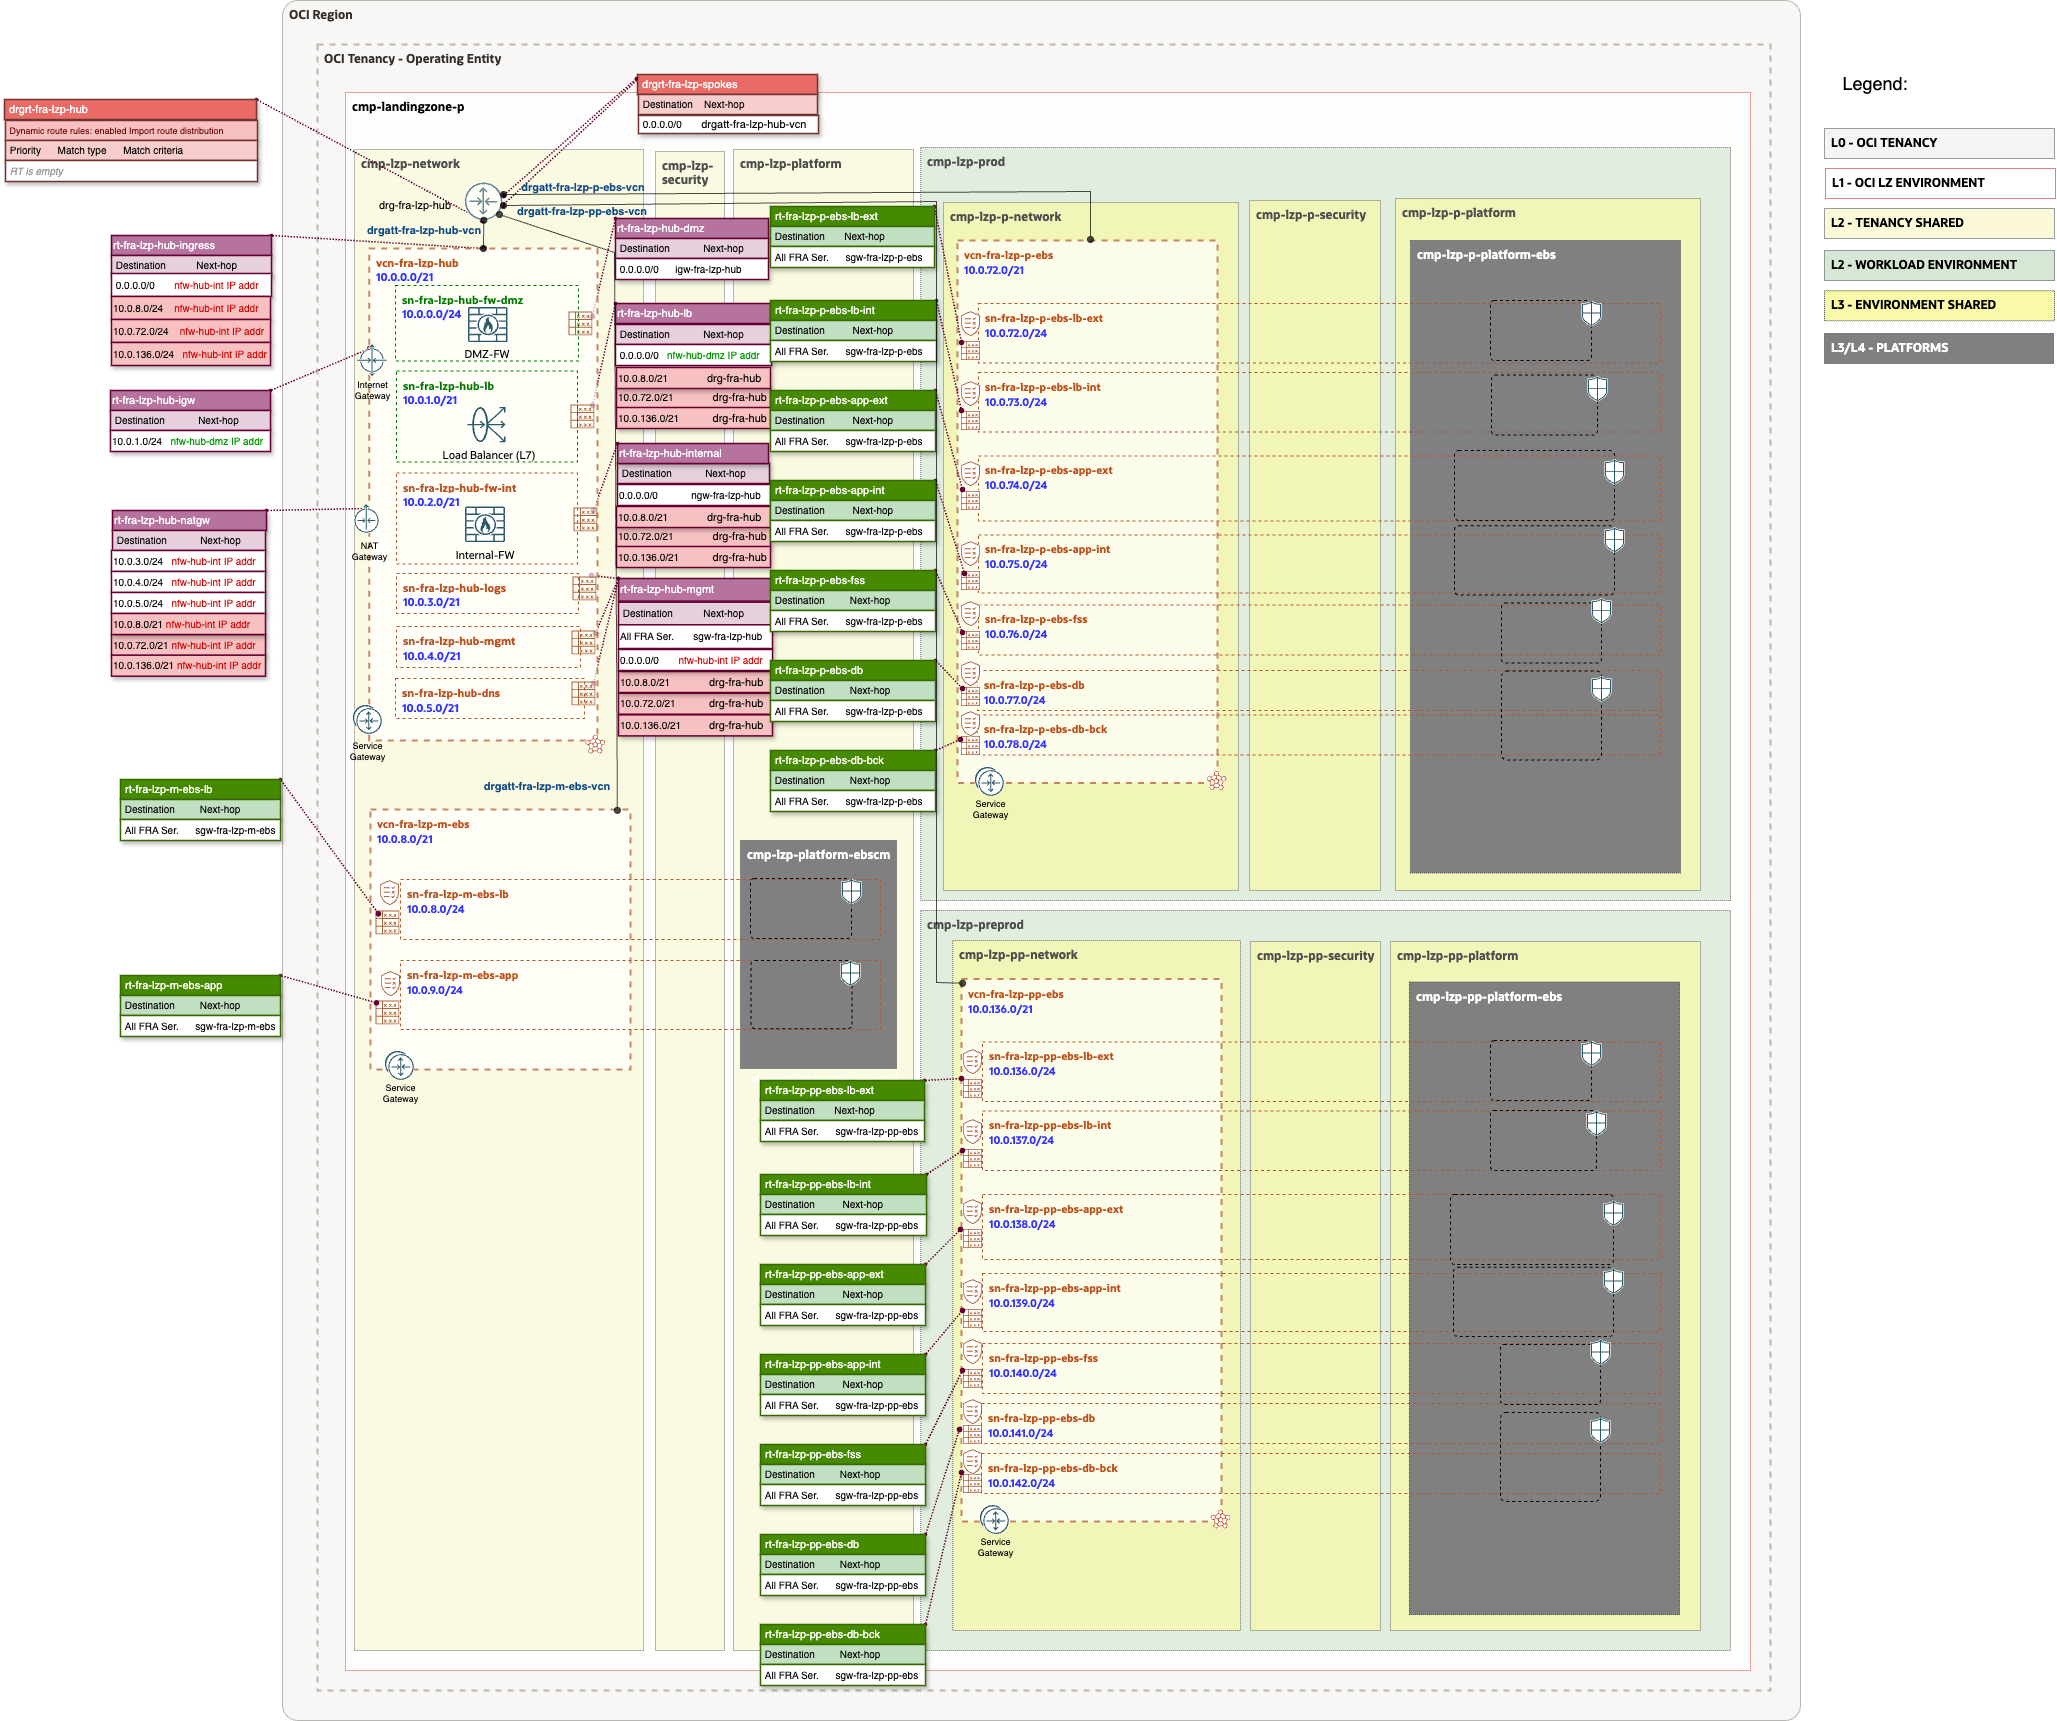 OCI Region
OCI Tenancy - Operating Entity
cmp-landingzone-p
Legend:
L0 - OCI TENANCY
L1 - OCI LZ ENVIRONMENT
L2 - TENANCY SHARED
L2 - WORKLOAD ENVIRONMENT
L3 - ENVIRONMENT SHARED
L3/L4 - PLATFORMS
drgrt-fra-lzp-hub
Dynamic route rules: enabled Import route distribution
Priority Match type Match criteria
RT is empty
drgrt-fra-lzp-spokes
Destination Next-hop
0.0.0.0/0 drgatt-fra-lzp-hub-vcn
rt-fra-lzp-hub-ingress
Destination Next-hop
0.0.0.0/0 nfw-hub-int IP addr
10.0.8.0/24 nfw-hub-int IP addr
10.0.72.0/24 nfw-hub-int IP addr
10.0.136.0/24 nfw-hub-int IP addr
rt-fra-lzp-hub-igw
Destination Next-hop
10.0.1.0/24 nfw-hub-dmz IP addr
rt-fra-lzp-hub-natgw
Destination Next-hop
10.0.3.0/24 nfw-hub-int IP addr
10.0.4.0/24 nfw-hub-int IP addr
10.0.5.0/24 nfw-hub-int IP addr
10.0.8.0/21 nfw-hub-int IP addr
10.0.72.0/21 nfw-hub-int IP addr
10.0.136.0/21 nfw-hub-int IP addr
rt-fra-lzp-m-ebs-lb
Destination Next-hop
All FRA Ser. sgw-fra-lzp-m-ebs
rt-fra-lzp-m-ebs-app
Destination Next-hop
All FRA Ser. sgw-fra-lzp-m-ebs
cmp-lzp-network
drg-fra-lzp-hub
drgatt-fra-lzp-p-ebs-vcn
drgatt-fra-lzp-pp-ebs-vcn
drgatt-fra-lzp-hub-vcn
vcn-fra-lzp-hub
10.0.0.0/21
sn-fra-lzp-hub-fw-dmz
10.0.0.0/24
DMZ-FW
Internet
Gateway
sn-fra-lzp-hub-lb
10.0.1.0/21
Load Balancer (L7)
sn-fra-lzp-hub-fw-int
10.0.2.0/21
Internal-FW
NAT
Gateway
sn-fra-lzp-hub-logs
10.0.3.0/21
sn-fra-lzp-hub-mgmt
10.0.4.0/21
sn-fra-lzp-hub-dns
10.0.5.0/21
Service
Gateway
drgatt-fra-lzp-m-ebs-vcn
vcn-fra-lzp-m-ebs
10.0.8.0/21
sn-fra-lzp-m-ebs-lb
10.0.8.0/24
sn-fra-lzp-m-ebs-app
10.0.9.0/24
Service
Gateway
cmp-lzp-
security
cmp-lzp-platform
rt-fra-lzp-hub-dmz
Destination Next-hop
0.0.0.0/0 igw-fra-lzp-hub
rt-fra-lzp-hub-lb
Destination Next-hop
0.0.0.0/0 nfw-hub-dmz IP addr
10.0.8.0/21 drg-fra-hub
10.0.72.0/21 drg-fra-hub
10.0.136.0/21 drg-fra-hub
rt-fra-lzp-hub-internal
Destination Next-hop
0.0.0.0/0 ngw-fra-lzp-hub
10.0.8.0/21 drg-fra-hub
10.0.72.0/21 drg-fra-hub
10.0.136.0/21 drg-fra-hub
rt-fra-lzp-hub-mgmt
Destination Next-hop
All FRA Ser. sgw-fra-lzp-hub
0.0.0.0/0 nfw-hub-int IP addr
10.0.8.0/21 drg-fra-hub
10.0.72.0/21 drg-fra-hub
10.0.136.0/21 drg-fra-hub
rt-fra-lzp-p-ebs-lb-ext
Destination Next-hop
All FRA Ser. sgw-fra-lzp-p-ebs
rt-fra-lzp-p-ebs-lb-int
Destination Next-hop
All FRA Ser. sgw-fra-lzp-p-ebs
rt-fra-lzp-p-ebs-app-ext
Destination Next-hop
All FRA Ser. sgw-fra-lzp-p-ebs
rt-fra-lzp-p-ebs-app-int
Destination Next-hop
All FRA Ser. sgw-fra-lzp-p-ebs
rt-fra-lzp-p-ebs-fss
Destination Next-hop
All FRA Ser. sgw-fra-lzp-p-ebs
rt-fra-lzp-p-ebs-db
Destination Next-hop
All FRA Ser. sgw-fra-lzp-p-ebs
rt-fra-lzp-p-ebs-db-bck
Destination Next-hop
All FRA Ser. sgw-fra-lzp-p-ebs
cmp-lzp-platform-ebscm
cmp-lzp-prod
cmp-lzp-p-network
vcn-fra-lzp-p-ebs
10.0.72.0/21
sn-fra-lzp-p-ebs-lb-ext
10.0.72.0/24
sn-fra-lzp-p-ebs-lb-int
10.0.73.0/24
sn-fra-lzp-p-ebs-app-ext
10.0.74.0/24
sn-fra-lzp-p-ebs-app-int
10.0.75.0/24
sn-fra-lzp-p-ebs-fss
10.0.76.0/24
sn-fra-lzp-p-ebs-db
10.0.77.0/24
sn-fra-lzp-p-ebs-db-bck
10.0.78.0/24
Service
Gateway
cmp-lzp-p-security
cmp-lzp-p-platform
cmp-lzp-p-platform-ebs
cmp-lzp-preprod
cmp-lzp-pp-network
vcn-fra-lzp-pp-ebs
10.0.136.0/21
sn-fra-lzp-pp-ebs-lb-ext
10.0.136.0/24
sn-fra-lzp-pp-ebs-lb-int
10.0.137.0/24
sn-fra-lzp-pp-ebs-app-ext
10.0.138.0/24
sn-fra-lzp-pp-ebs-app-int
10.0.139.0/24
sn-fra-lzp-pp-ebs-fss
10.0.140.0/24
sn-fra-lzp-pp-ebs-db
10.0.141.0/24
sn-fra-lzp-pp-ebs-db-bck
10.0.142.0/24
Service
Gateway
cmp-lzp-pp-security
cmp-lzp-pp-platform
cmp-lzp-pp-platform-ebs
rt-fra-lzp-pp-ebs-lb-ext
Destination Next-hop
All FRA Ser. sgw-fra-lzp-pp-ebs
rt-fra-lzp-pp-ebs-lb-int
Destination Next-hop
All FRA Ser. sgw-fra-lzp-pp-ebs
rt-fra-lzp-pp-ebs-app-ext
Destination Next-hop
All FRA Ser. sgw-fra-lzp-pp-ebs
rt-fra-lzp-pp-ebs-app-int
Destination Next-hop
All FRA Ser. sgw-fra-lzp-pp-ebs
rt-fra-lzp-pp-ebs-fss
Destination Next-hop
All FRA Ser. sgw-fra-lzp-pp-ebs
rt-fra-lzp-pp-ebs-db
Destination Next-hop
All FRA Ser. sgw-fra-lzp-pp-ebs
rt-fra-lzp-pp-ebs-db-bck
Destination Next-hop
All FRA Ser. sgw-fra-lzp-pp-ebs